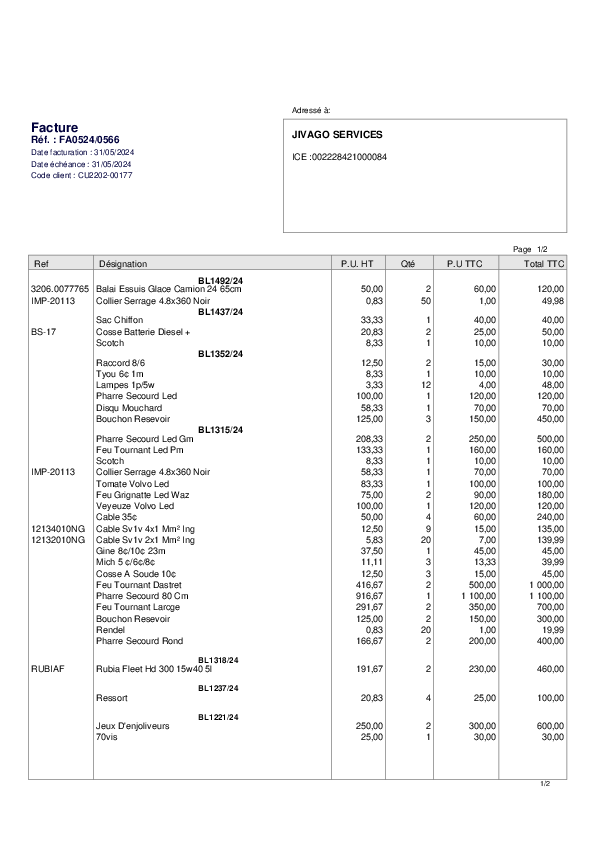 Adressé à:
Facture
Réf. : FA0524/0566
Date facturation : 31/05/2024
Date échéance : 31/05/2024
Code client : CU2202-00177
JIVAGO SERVICES
ICE :002228421000084
Page 1/2
Ref Désignation P.U. HT Qté P.U TTC Total TTC
BL1492/24
3206.0077765 Balai Essuis Glace Camion 24 65cm 50,00 2 60,00 120,00
IMP-20113 Collier Serrage 4.8x360 Noir 0,83 50 1,00 49,98
BL1437/24
Sac Chiffon 33,33 1 40,00 40,00
BS-17 Cosse Batterie Diesel + 20,83 2 25,00 50,00
Scotch 8,33 1 10,00 10,00
BL1352/24
Raccord 8/6 12,50 2 15,00 30,00
Tyou 6¢ 1m 8,33 1 10,00 10,00
Lampes 1p/5w 3,33 12 4,00 48,00
Pharre Secourd Led 100,00 1 120,00 120,00
Disqu Mouchard 58,33 1 70,00 70,00
Bouchon Resevoir 125,00 3 150,00 450,00
BL1315/24
Pharre Secourd Led Gm 208,33 2 250,00 500,00
Feu Tournant Led Pm 133,33 1 160,00 160,00
Scotch 8,33 1 10,00 10,00
IMP-20113 Collier Serrage 4.8x360 Noir 58,33 1 70,00 70,00
Tomate Volvo Led 83,33 1 100,00 100,00
Feu Grignatte Led Waz 75,00 2 90,00 180,00
Veyeuze Volvo Led 100,00 1 120,00 120,00
Cable 35¢ 50,00 4 60,00 240,00
12134010NG Cable Sv1v 4x1 Mm² Ing 12,50 9 15,00 135,00
12132010NG Cable Sv1v 2x1 Mm² Ing 5,83 20 7,00 139,99
Gine 8¢/10¢ 23m 37,50 1 45,00 45,00
Mich 5 ¢/6¢/8¢ 11,11 3 13,33 39,99
Cosse A Soude 10¢ 12,50 3 15,00 45,00
Feu Tournant Dastret 416,67 2 500,00 1 000,00
Pharre Secourd 80 Cm 916,67 1 1 100,00 1 100,00
Feu Tournant Larcge 291,67 2 350,00 700,00
Bouchon Resevoir 125,00 2 150,00 300,00
Rendel 0,83 20 1,00 19,99
Pharre Secourd Rond 166,67 2 200,00 400,00
BL1318/24
RUBIAF Rubia Fleet Hd 300 15w40 5l 191,67 2 230,00 460,00
BL1237/24
Ressort 20,83 4 25,00 100,00
BL1221/24
Jeux D'enjoliveurs 250,00 2 300,00 600,00
70vis 25,00 1 30,00 30,00
1/2